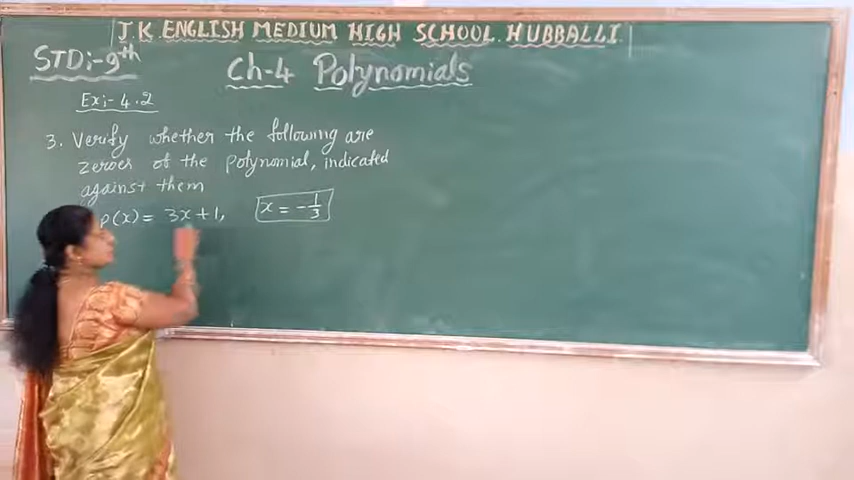 J.K ENGLISH MEDIUM HIGH SCHOOL HUBBALLI
STD:- 9th
Ch-4 Polynomials
Ex:- 4.2
3. Verify whether the following are
zeroes of the polynomial, indicated
against them
p(x) = 3x+1, x = -1/3